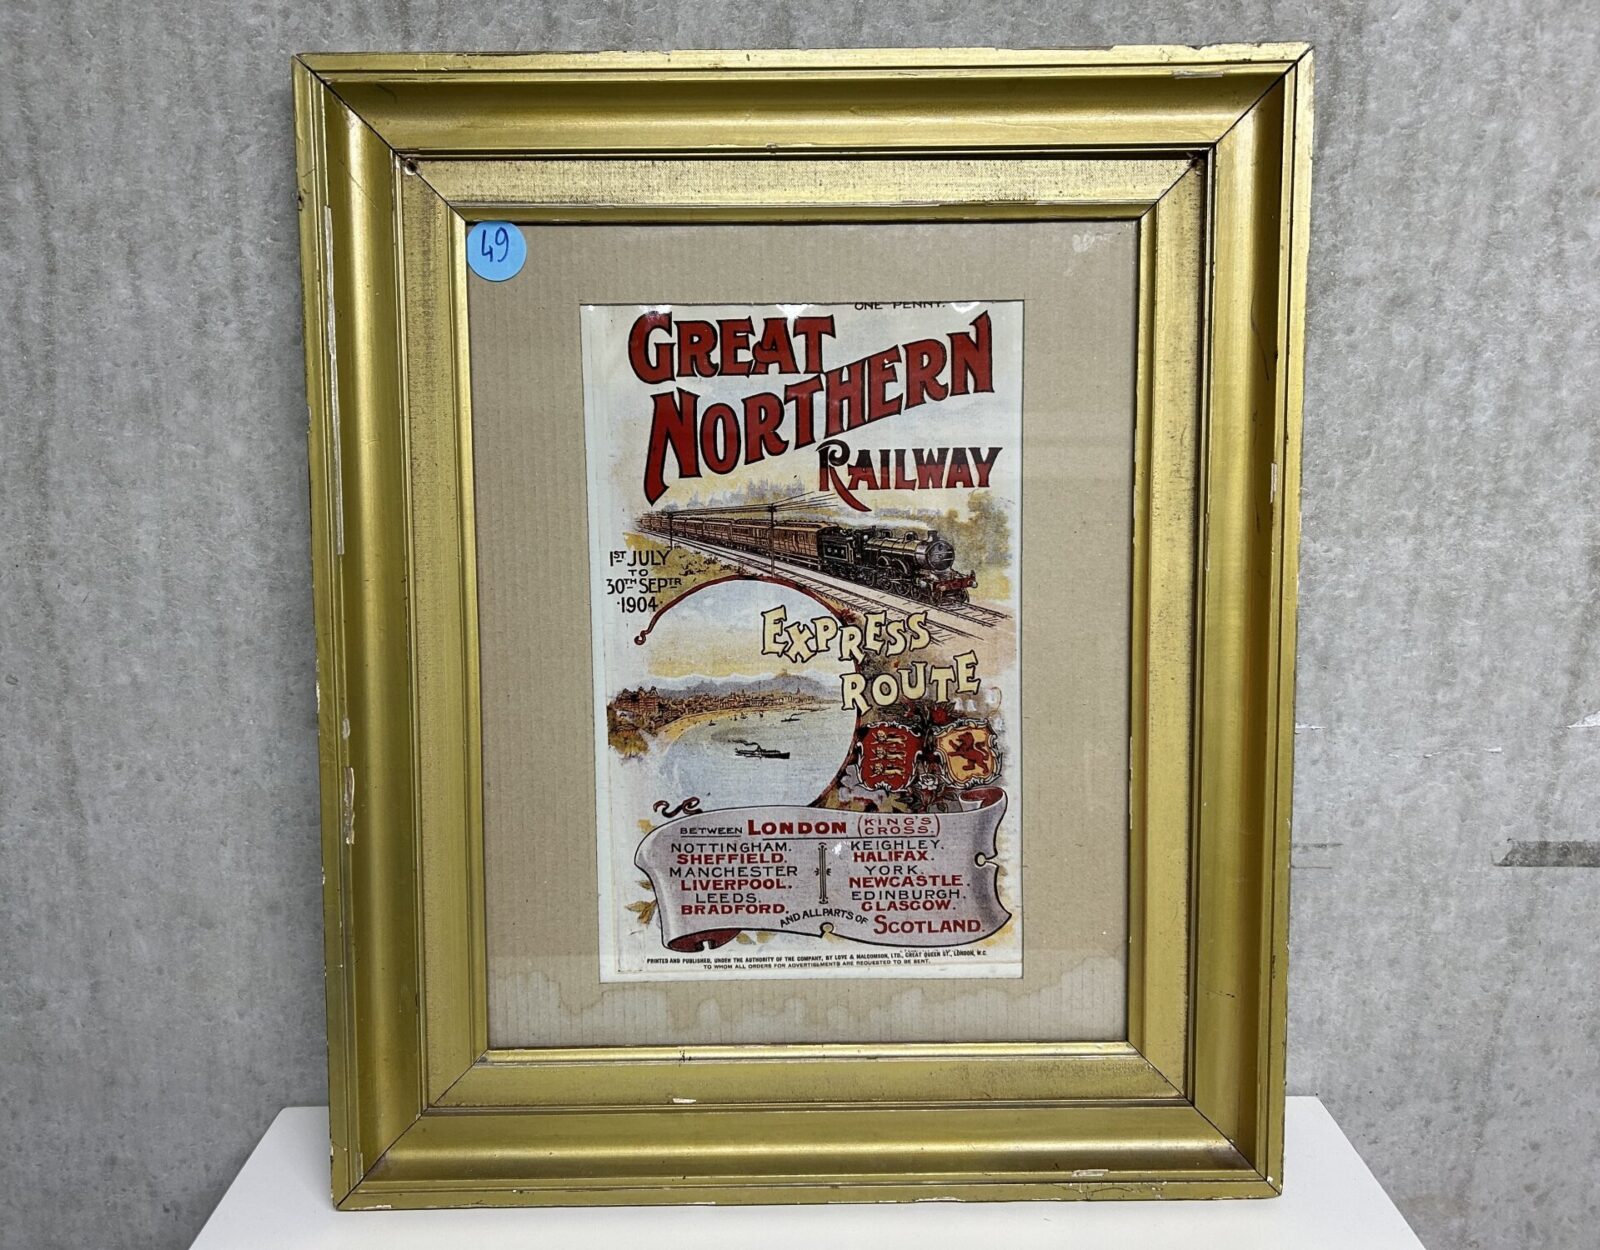 49
ONE PENNY.
GREAT
NORTHERN
RAILWAY
1ST JULY
TO
30TH SEPTR
·1904·
EXPRESS
ROUTE
BETWEEN LONDON (KING'S CROSS.)
NOTTINGHAM.
SHEFFIELD.
MANCHESTER
LIVERPOOL.
LEEDS.
BRADFORD.
KEIGHLEY.
HALIFAX.
YORK.
NEWCASTLE.
EDINBURGH.
GLASGOW.
AND ALL PARTS OF SCOTLAND.
PRINTED AND PUBLISHED, UNDER THE AUTHORITY OF THE COMPANY, BY LOVE & MALCOMSON, LTD., GREAT QUEEN ST., LONDON, W.C.
TO WHOM ALL ORDERS FOR ADVERTISEMENTS ARE REQUESTED TO BE SENT.